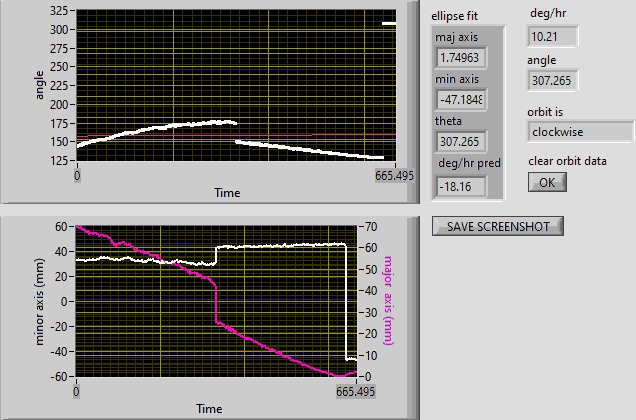 325
300
275
250
225
200
175
150
125
angle
0
665.495
Time
ellipse fit
maj axis
1.74963
min axis
-47.1848
theta
307.265
deg/hr pred
-18.16
deg/hr
10.21
angle
307.265
orbit is
clockwise
clear orbit data
OK
SAVE SCREENSHOT
60
40
20
0
-20
-40
-60
minor axis (mm)
70
60
50
40
30
20
10
0
major axis (mm)
0
665.495
Time